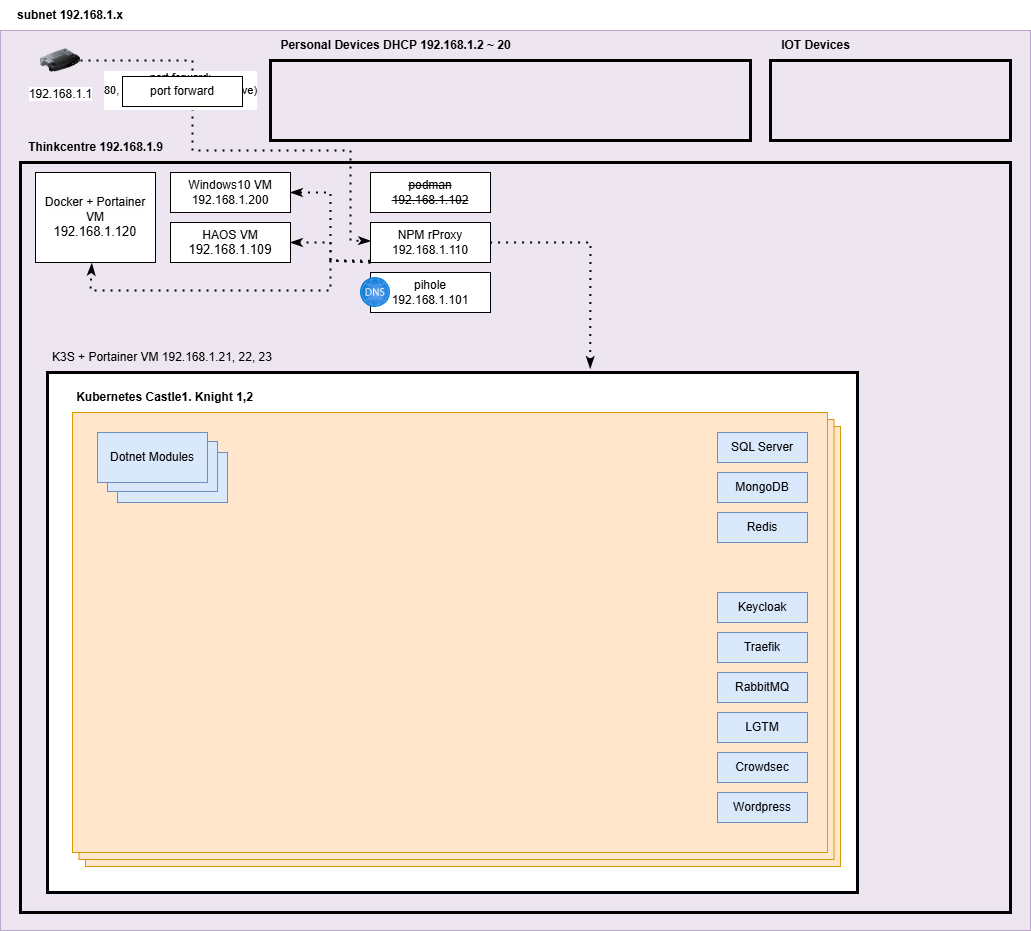 subnet 192.168.1.x
Personal Devices DHCP 192.168.1.2 ~ 20
IOT Devices
192.168.1.1
80,
port forward
ve)
Thinkcentre 192.168.1.9
Docker + Portainer
VM
192.168.1.120
Windows10 VM
192.168.1.200
HAOS VM
192.168.1.109
podman
192.168.1.102
NPM rProxy
192.168.1.110
DNS
pihole
192.168.1.101
K3S + Portainer VM 192.168.1.21, 22, 23
Kubernetes Castle1. Knight 1,2
Dotnet Modules
SQL Server
MongoDB
Redis
Keycloak
Traefik
RabbitMQ
LGTM
Crowdsec
Wordpress